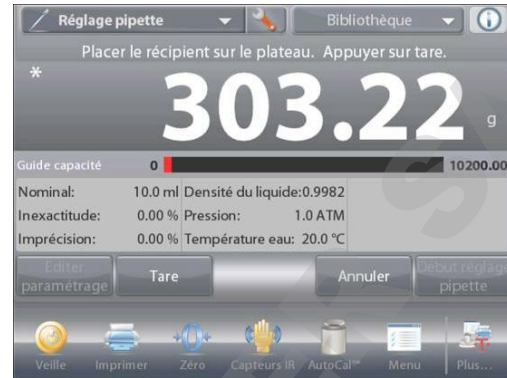 Réglage pipette
Bibliothèque
Placer le récipient sur le plateau. Appuyer sur tare.
*
303.22 g
Guide capacité 0 10200.00
Nominal: 10.0 ml Densité du liquide:0.9982
Inexactitude: 0.00 % Pression: 1.0 ATM
Imprécision: 0.00 % Température eau: 20.0 °C
Editer paramétrage
Tare
Annuler
Début réglage pipette
Veille Imprimer Zéro Capteurs IR AutoCal™ Menu Plus...